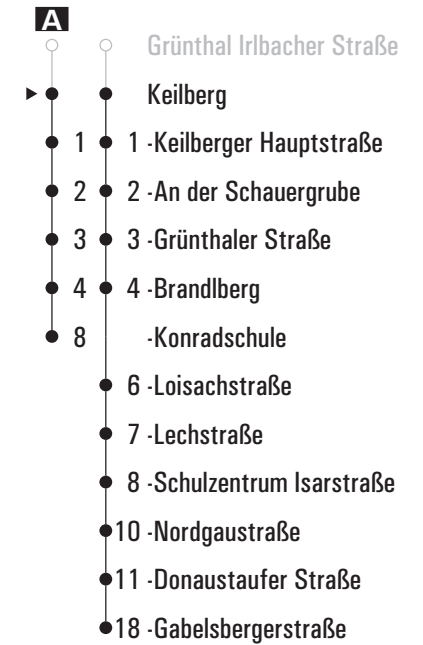 A
Grünthal Irlbacher Straße
Keilberg
1 1 -Keilberger Hauptstraße
2 2 -An der Schauergrube
3 3 -Grünthaler Straße
4 4 -Brandlberg
8 -Konradschule
6 -Loisachstraße
7 -Lechstraße
8 -Schulzentrum Isarstraße
10 -Nordgaustraße
11 -Donaustaufer Straße
18 -Gabelsbergerstraße